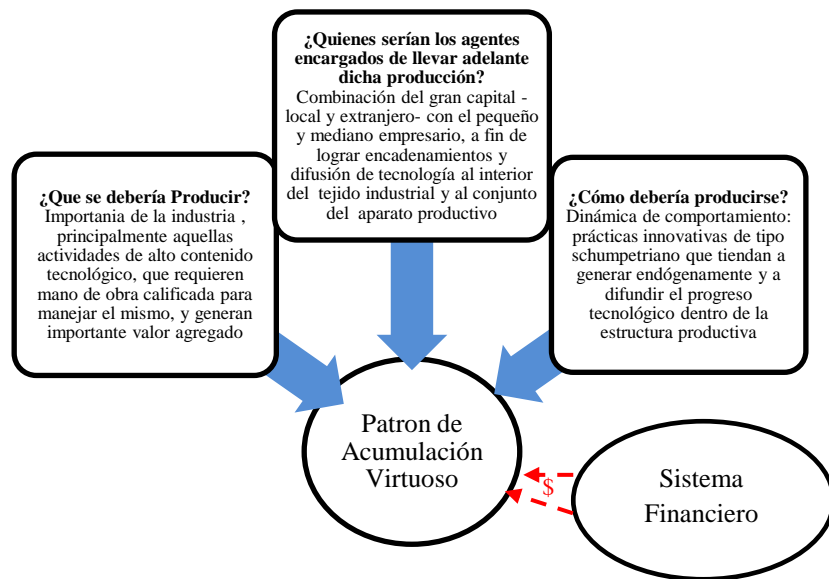 ¿Quienes serían los agentes
encargados de llevar adelante
dicha producción?
Combinación del gran capital -
local y extranjero- con el pequeño
y mediano empresario, a fin de
lograr encadenamientos y
difusión de tecnología al interior
del tejido industrial y al conjunto
del aparato productivo
¿Que se debería Producir?
Importania de la industria ,
principalmente aquellas
actividades de alto contenido
tecnológico, que requieren
mano de obra calificada para
manejar el mismo, y generan
importante valor agregado
¿Cómo debería producirse?
Dinámica de comportamiento:
prácticas innovativas de tipo
schumpetriano que tiendan a
generar endógenamente y a
difundir el progreso
tecnológico dentro de la
estructura productiva
Patron de
Acumulación
Virtuoso
$
Sistema
Financiero